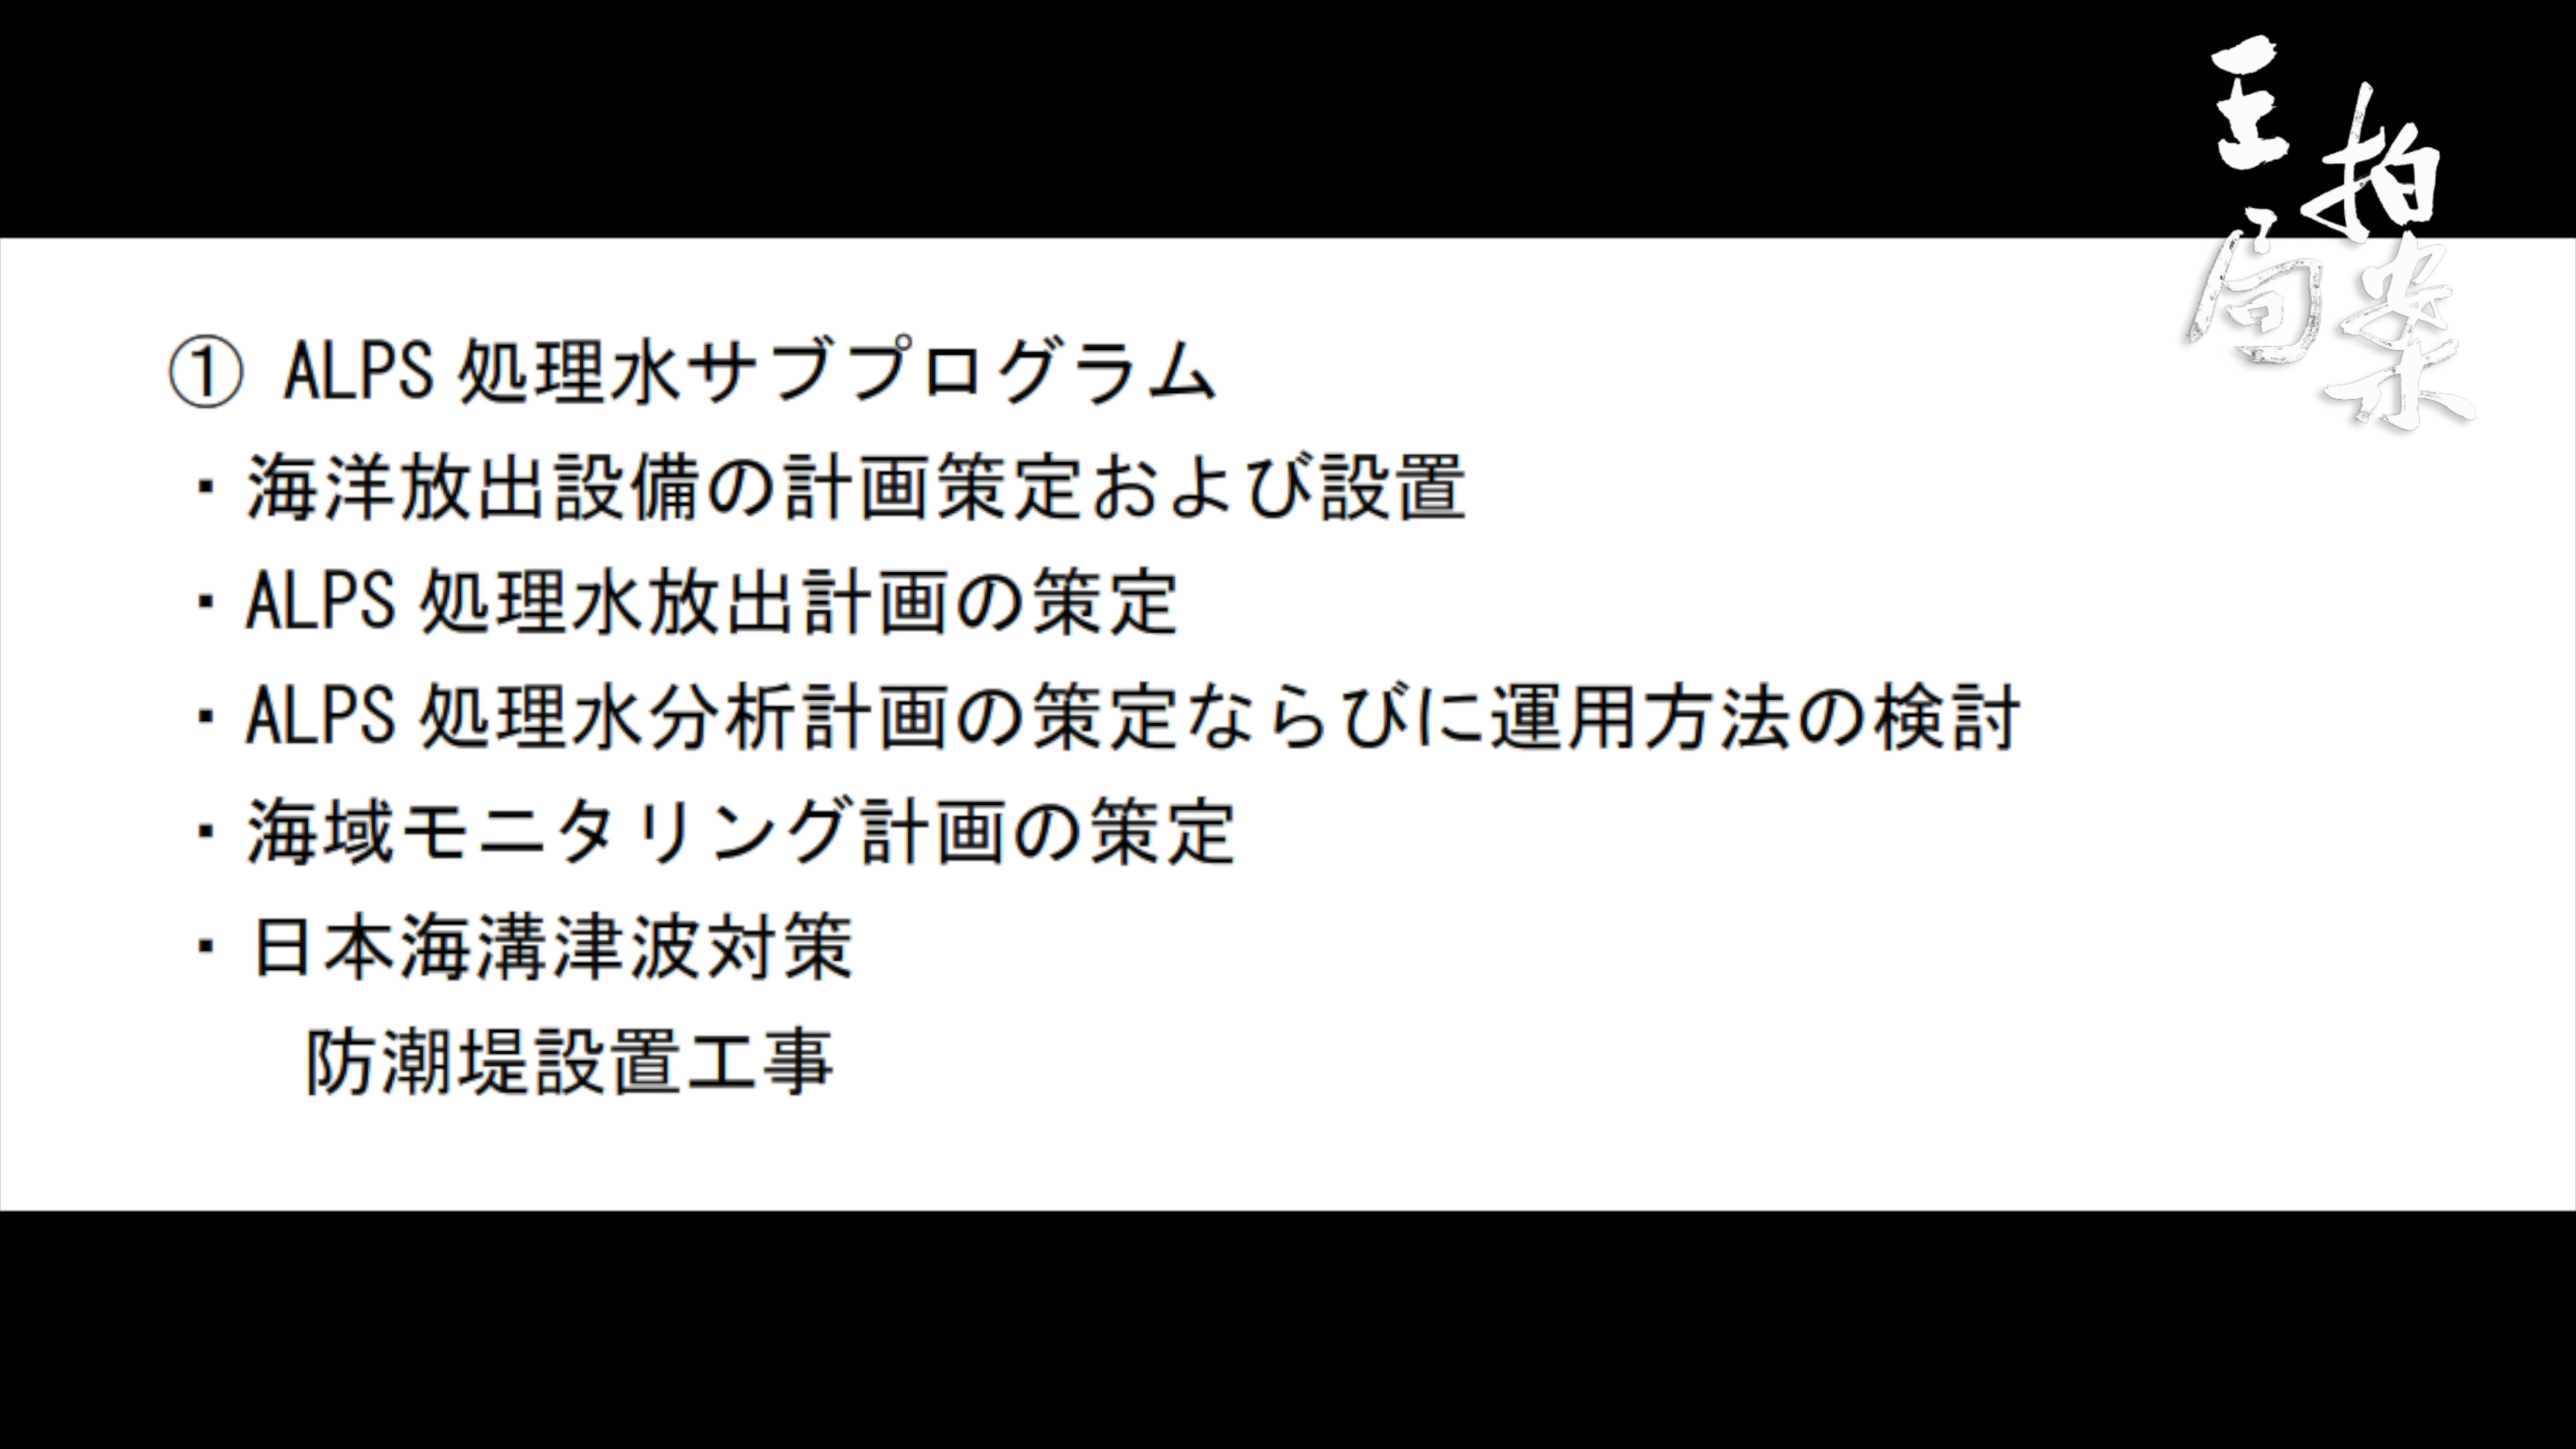 ① ALPS 処理水サブプログラム
・海洋放出設備の計画策定および設置
・ALPS 処理水放出計画の策定
・ALPS 処理水分析計画の策定ならびに運用方法の検討
・海域モニタリング計画の策定
・日本海溝津波対策
防潮堤設置工事
拍案
王局